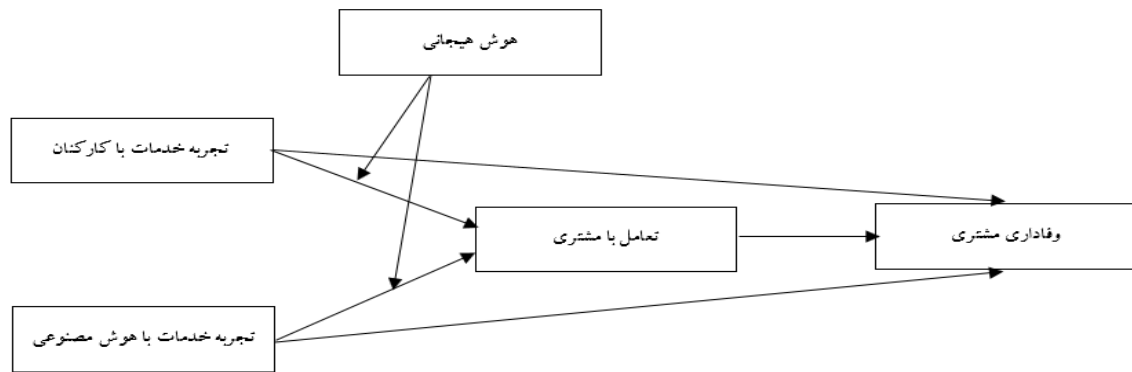 هوش هیجانی
تجربه خدمات با کارکنان
تعامل با مشتری
وفاداری مشتری
تجربه خدمات با هوش مصنوعی